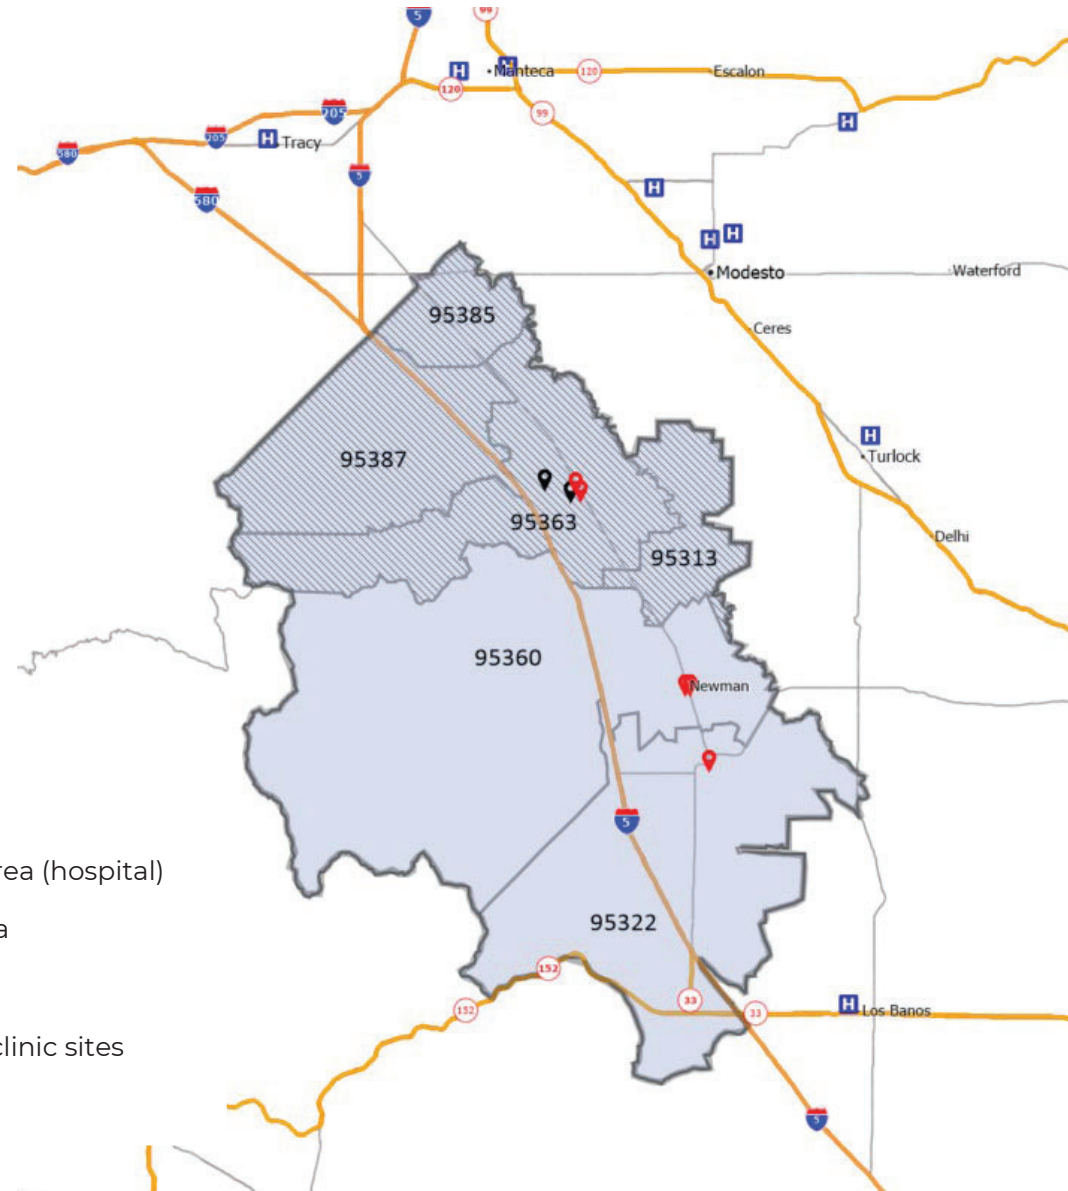 5
99
H
H
Manteca
120
Escalon
120
99
205
205
H
Tracy
580
5
580
H
H
H
H
Modesto
Waterford
95385
Ceres
H
Turlock
95387
95363
95313
Delhi
95360
Newman
5
rea (hospital)
a
95322
152
152
33
33
H
Los Banos
clinic sites
5